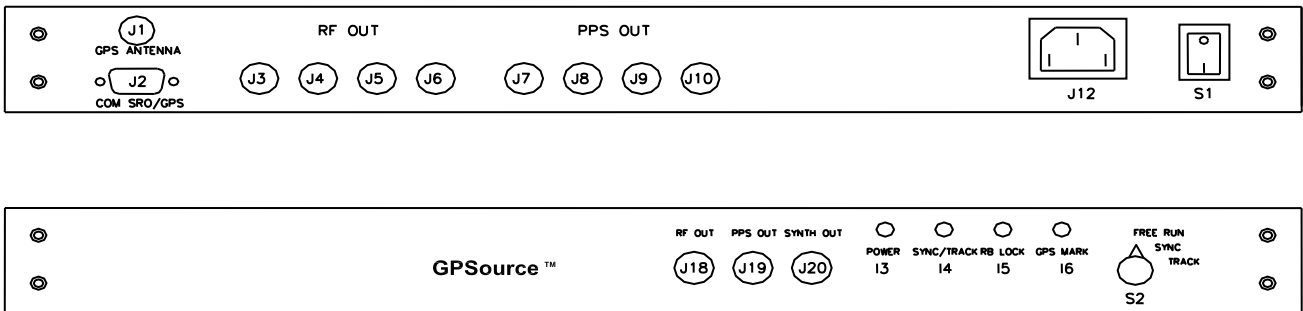 J1
GPS ANTENNA
RF OUT
PPS OUT
J2
COM SRO/GPS
J3 J4 J5 J6
J7 J8 J9 J10
J12
S1
RF OUT PPS OUT SYNTH OUT
GPSource ™
J18 J19 J20
POWER SYNC/TRACK RB LOCK GPS MARK
I3 I4 I5 I6
FREE RUN
SYNC
TRACK
S2